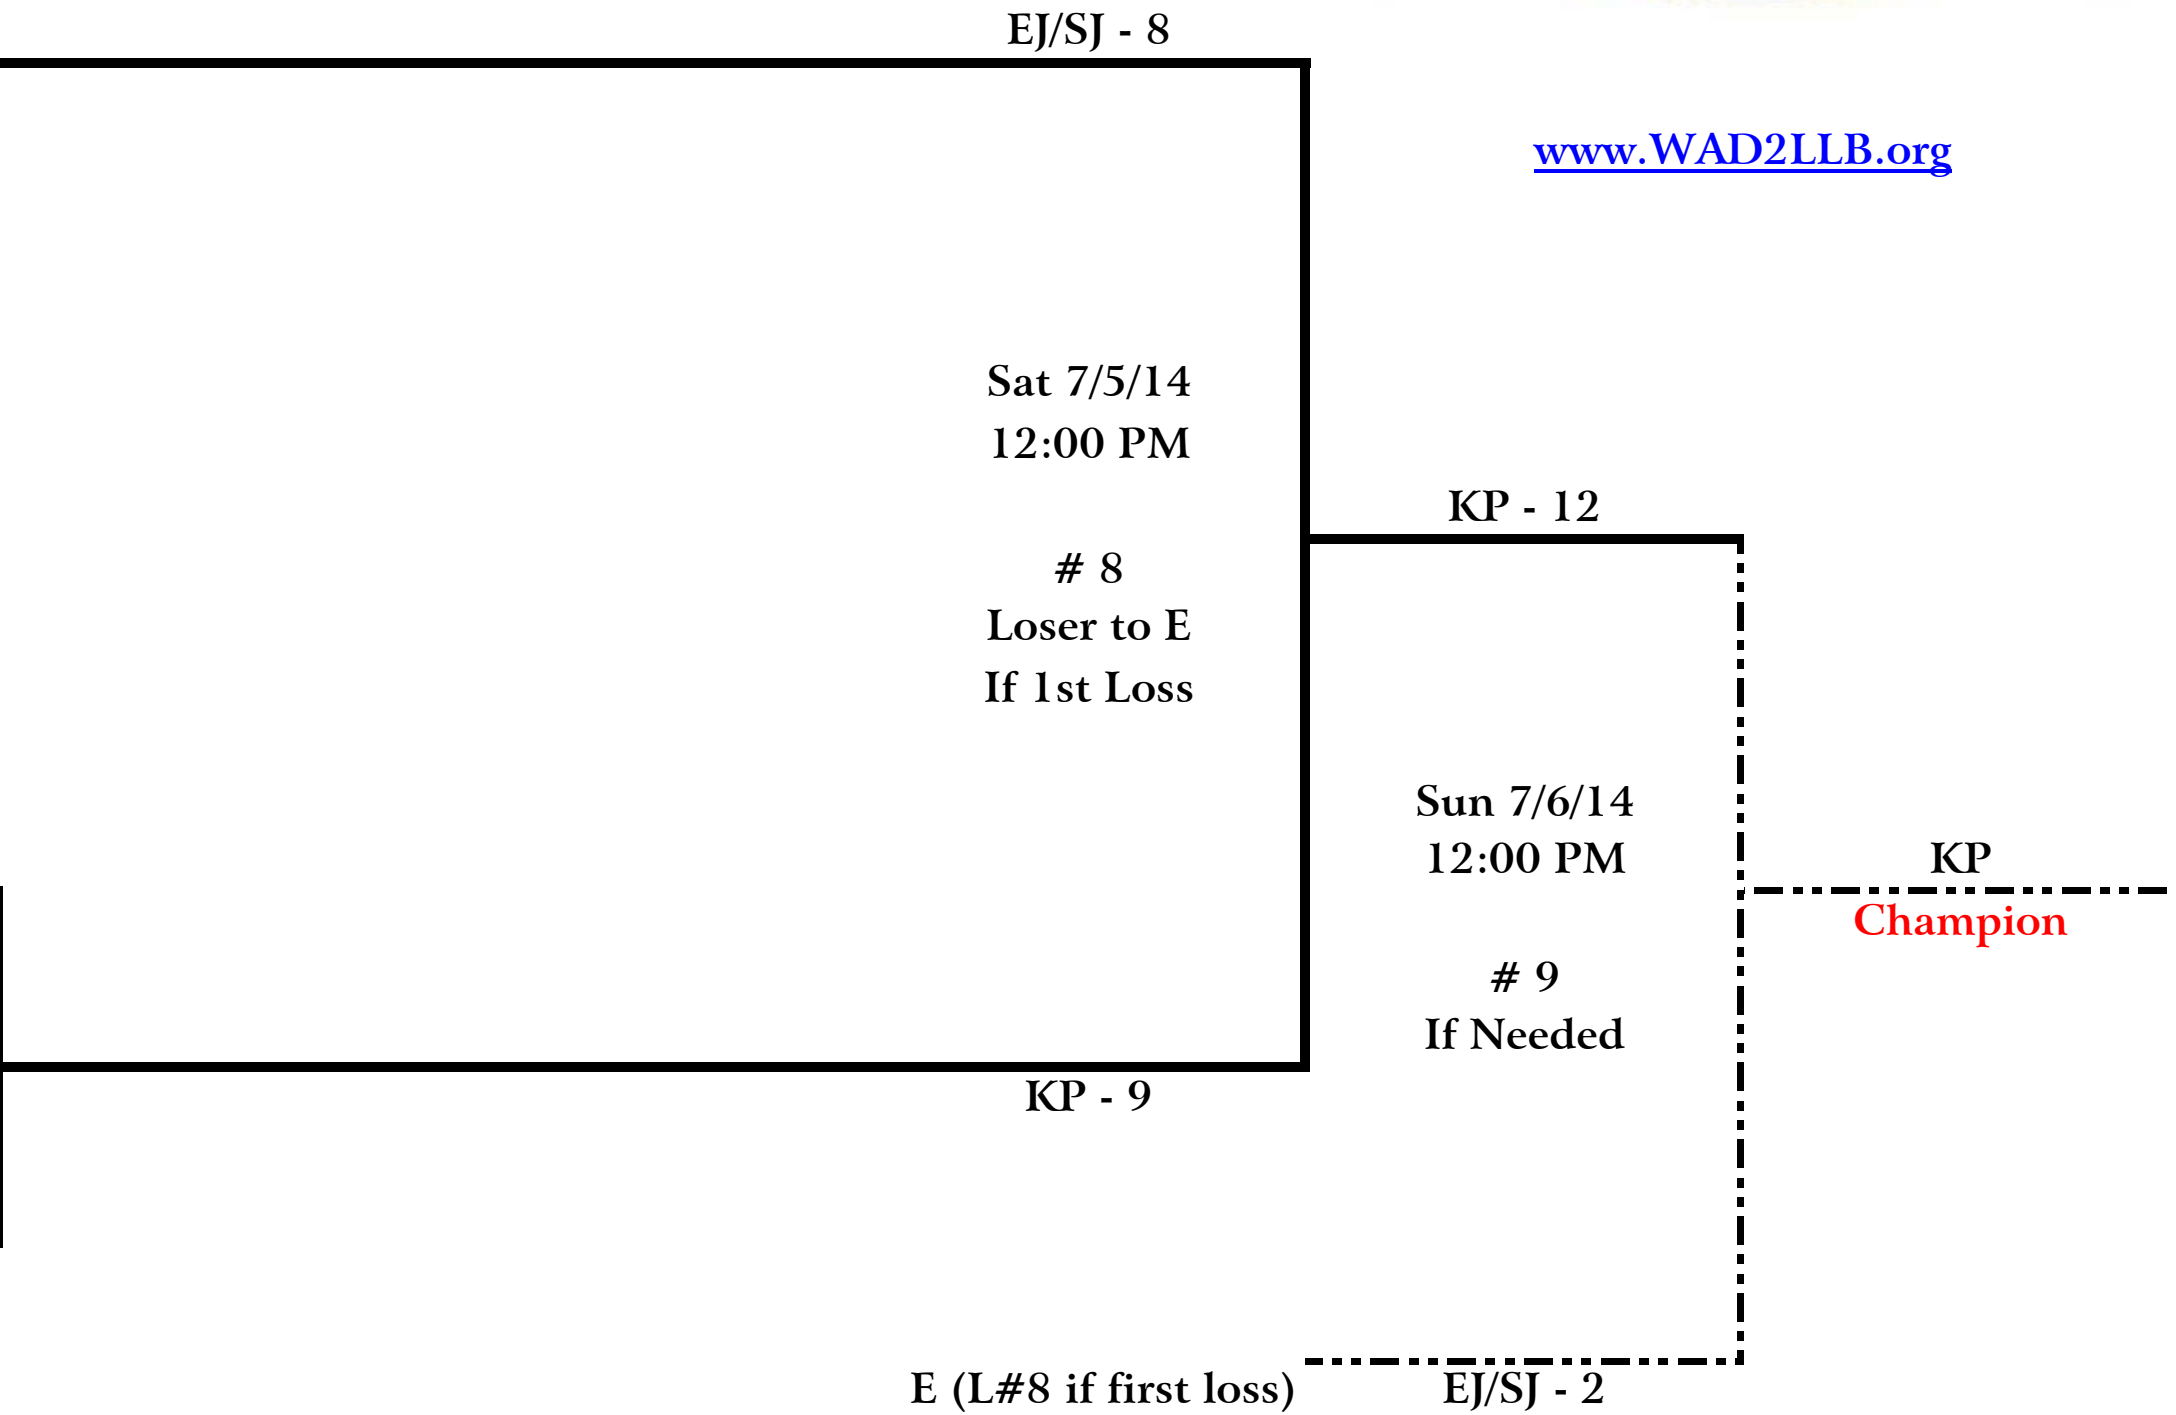 EJ/SJ - 8
www.WAD2LLB.org
Sat 7/5/14
12:00 PM
KP - 12
# 8
Loser to E
If 1st Loss
Sun 7/6/14
12:00 PM
KP
Champion
# 9
If Needed
KP - 9
E (L#8 if first loss)
EJ/SJ - 2